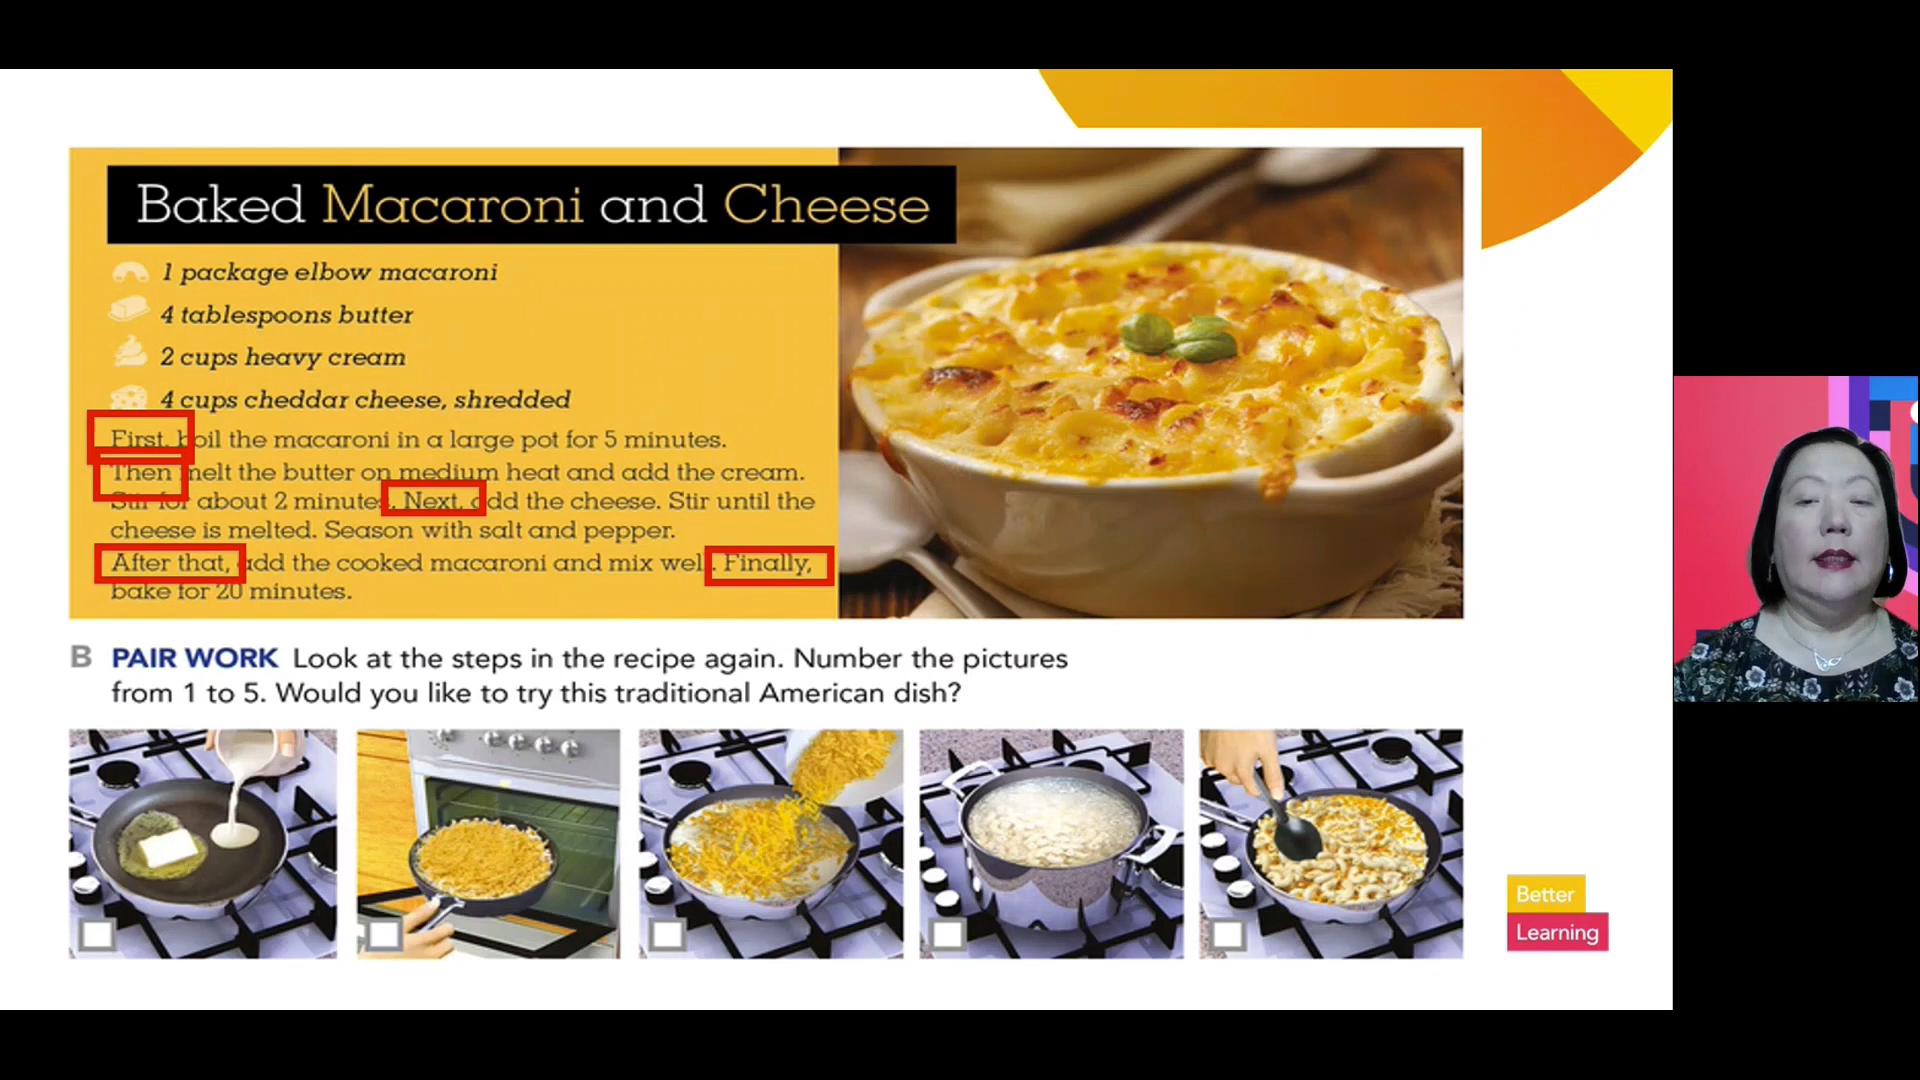 Baked Macaroni and Cheese
1 package elbow macaroni
4 tablespoons butter
2 cups heavy cream
4 cups cheddar cheese, shredded
First, boil the macaroni in a large pot for 5 minutes.
Then melt the butter on medium heat and add the cream.
Stir for about 2 minutes. Next, add the cheese. Stir until the
cheese is melted. Season with salt and pepper.
After that, add the cooked macaroni and mix well. Finally,
bake for 20 minutes.
B PAIR WORK Look at the steps in the recipe again. Number the pictures
from 1 to 5. Would you like to try this traditional American dish?
Better
Learning